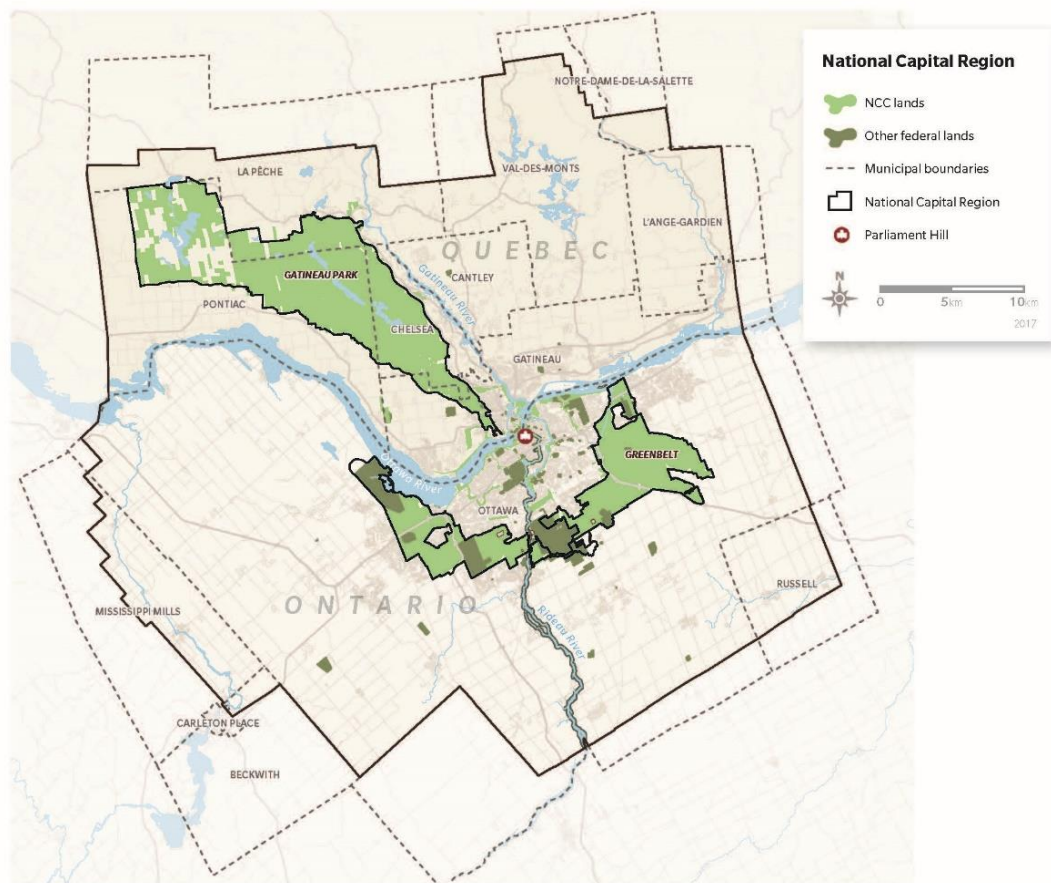 National Capital Region
NCC lands
Other federal lands
Municipal boundaries
National Capital Region
Parliament Hill
N
0 5km 10km
2017
NOTRE-DAME-DE-LA-SALETTE
LA PÊCHE
VAL-DES-MONTS
L'ANGE-GARDIEN
QUEBEC
GATINEAU PARK
CANTLEY
Gatineau River
PONTIAC
CHELSEA
GATINEAU
GREENBELT
Ottawa River
OTTAWA
RUSSELL
ONTARIO
MISSISSIPPI MILLS
Rideau River
CARLETON PLACE
BECKWITH